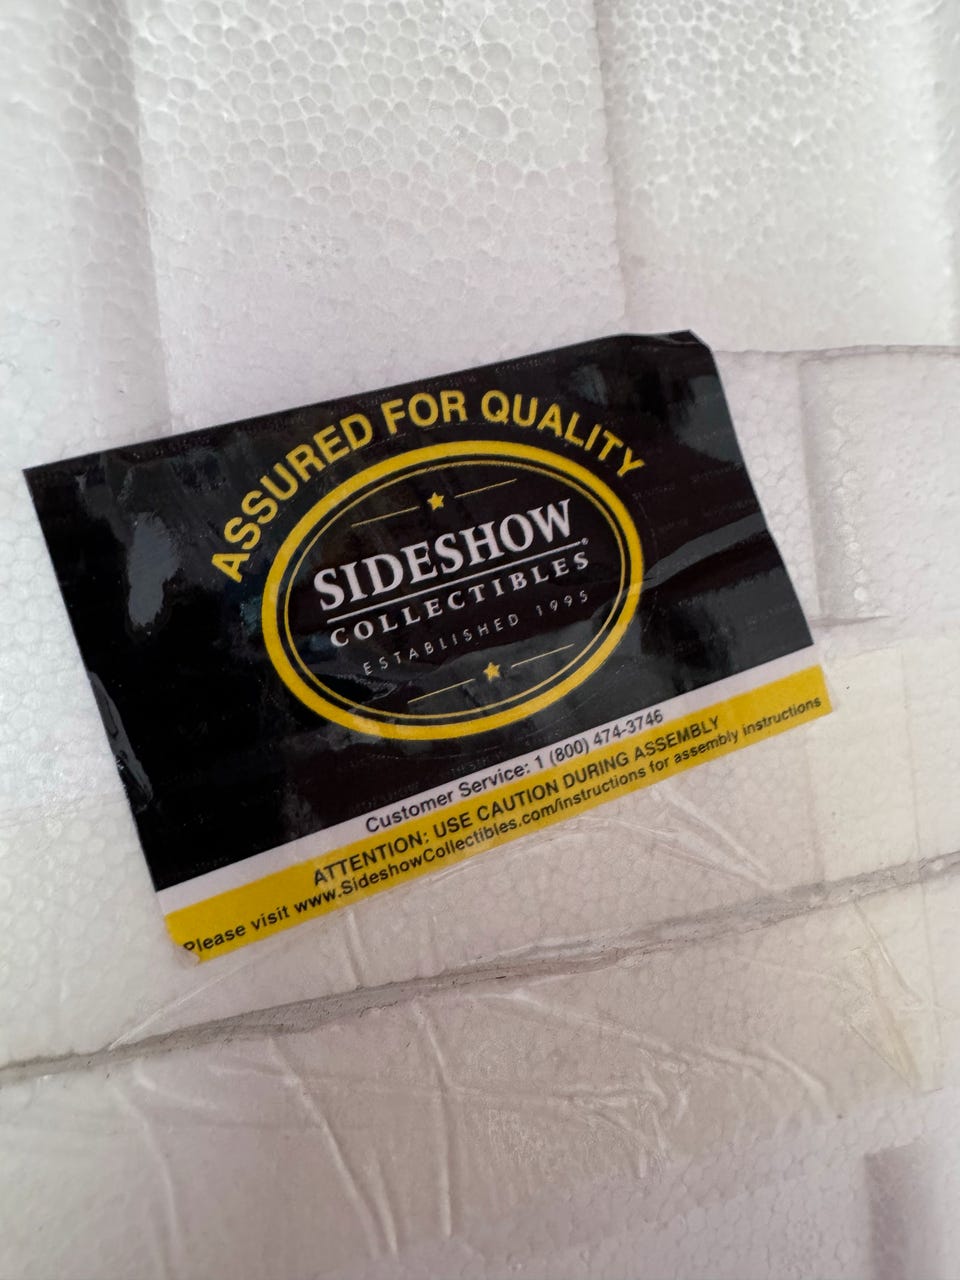 ASSURED FOR QUALITY
SIDESHOW®
COLLECTIBLES
ESTABLISHED 1995
Customer Service: 1 (800) 474-3746
ATTENTION: USE CAUTION DURING ASSEMBLY
Please visit www.SideshowCollectibles.com/instructions for assembly instructions